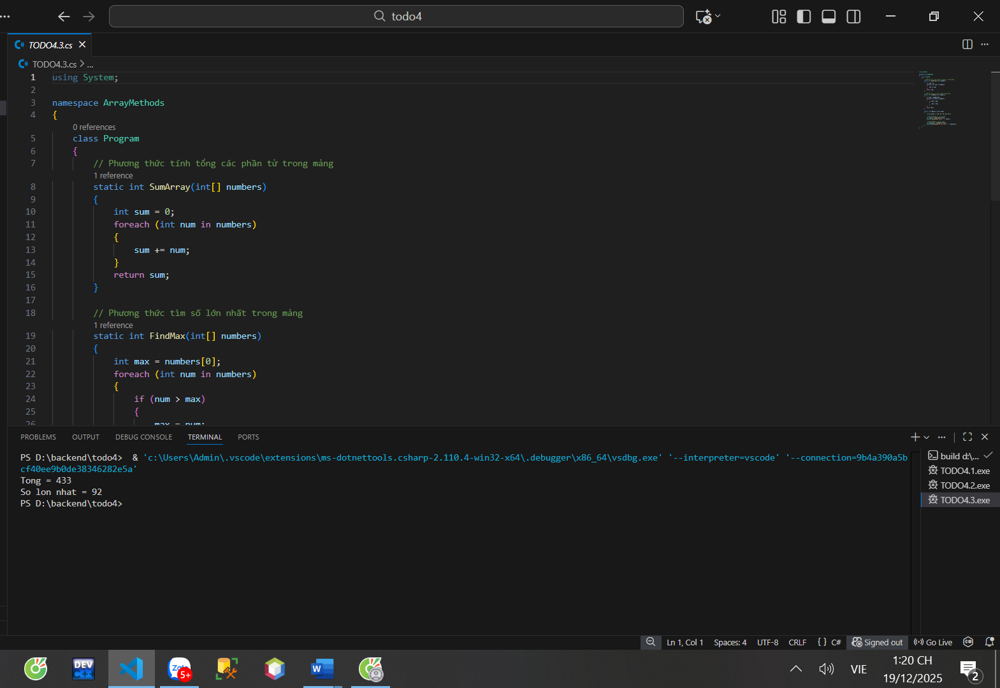 todo4
TODO4.3.cs
TODO4.3.cs > ...
1 using System;
2
3 namespace ArrayMethods
4 {
0 references
5 class Program
6 {
7 // Phương thức tính tổng các phần tử trong mảng
1 reference
8 static int SumArray(int[] numbers)
9 {
10 int sum = 0;
11 foreach (int num in numbers)
12 {
13 sum += num;
14 }
15 return sum;
16 }
17
18 // Phương thức tìm số lớn nhất trong mảng
1 reference
19 static int FindMax(int[] numbers)
20 {
21 int max = numbers[0];
22 foreach (int num in numbers)
23 {
24 if (num > max)
25 {
26 max = num;
PROBLEMS OUTPUT DEBUG CONSOLE TERMINAL PORTS
PS D:\backend\todo4>  & 'c:\Users\Admin\.vscode\extensions\ms-dotnettools.csharp-2.110.4-win32-x64\.debugger\x86_64\vsdbg.exe' '--interpreter=vscode' '--connection=9b4a390a5b
cf40ee9b0de38346282e5a'
Tong = 433
So lon nhat = 92
PS D:\backend\todo4>
build d:\...
TODO4.1.exe
TODO4.2.exe
TODO4.3.exe
Ln 1, Col 1 Spaces: 4 UTF-8 CRLF { } C# Signed out Go Live
DEV C++
Zalo 5+
W
VIE
1:20 CH
19/12/2025
2